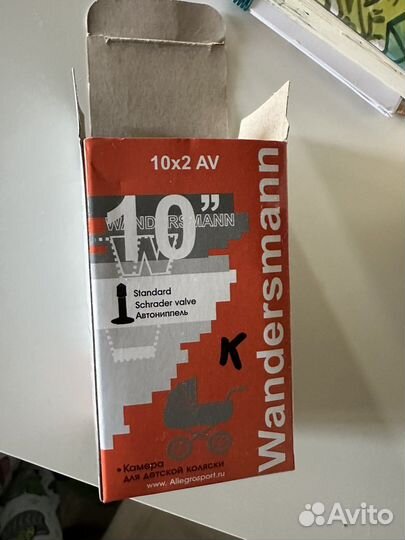 10x2 AV
10”
WANDERSMANN
W
Standard
Schrader valve
Автониппель
K
Wandersmann
• Камера
для детской коляски
www.Allegrosport.ru
Avito